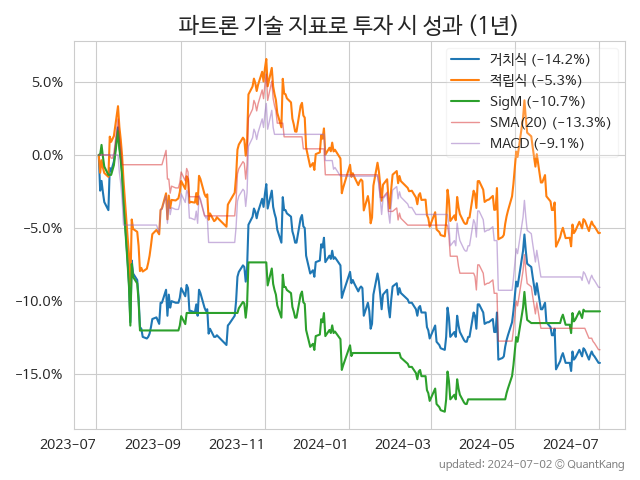 파트론 기술 지표로 투자 시 성과 (1년)
거치식 (−14.2%)
적립식 (−5.3%)
SigM (−10.7%)
SMA(20) (−13.3%)
MACD (−9.1%)
5.0%
0.0%
−5.0%
−10.0%
−15.0%
2023-07 2023-09 2023-11 2024-01 2024-03 2024-05 2024-07
updated: 2024-07-02 © QuantKang